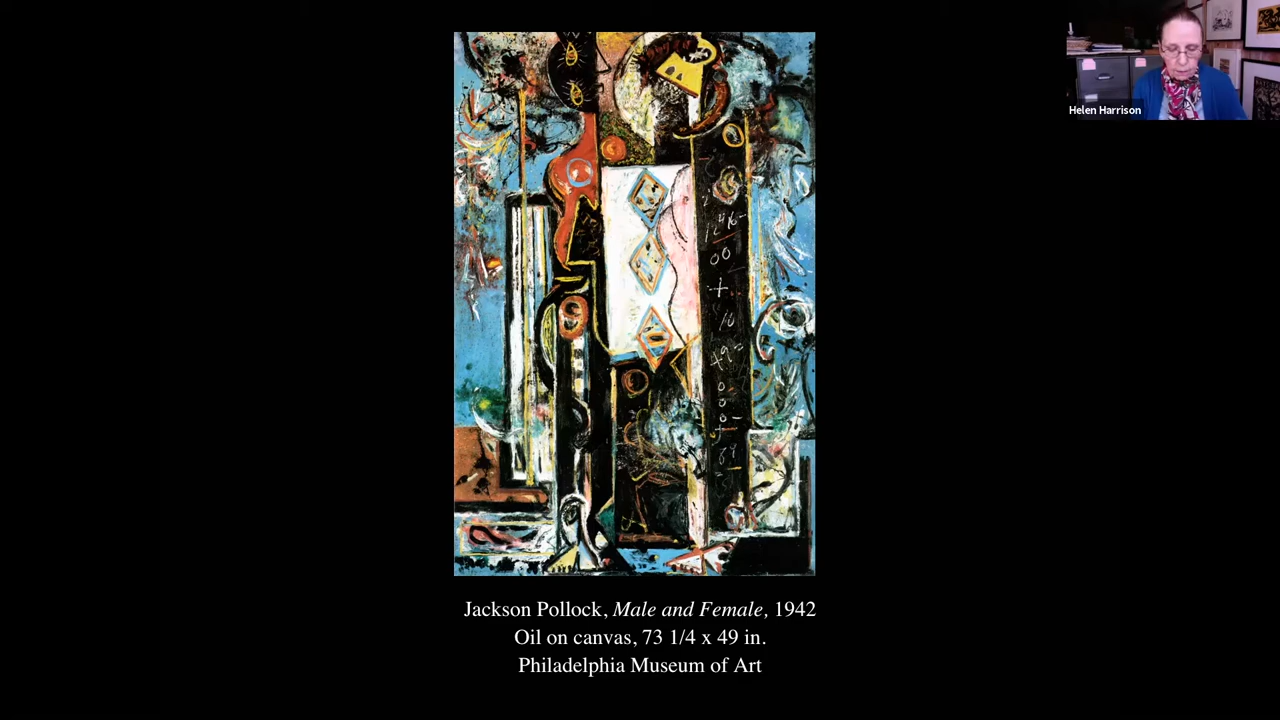 Helen Harrison
Jackson Pollock, Male and Female, 1942
Oil on canvas, 73 1/4 x 49 in.
Philadelphia Museum of Art